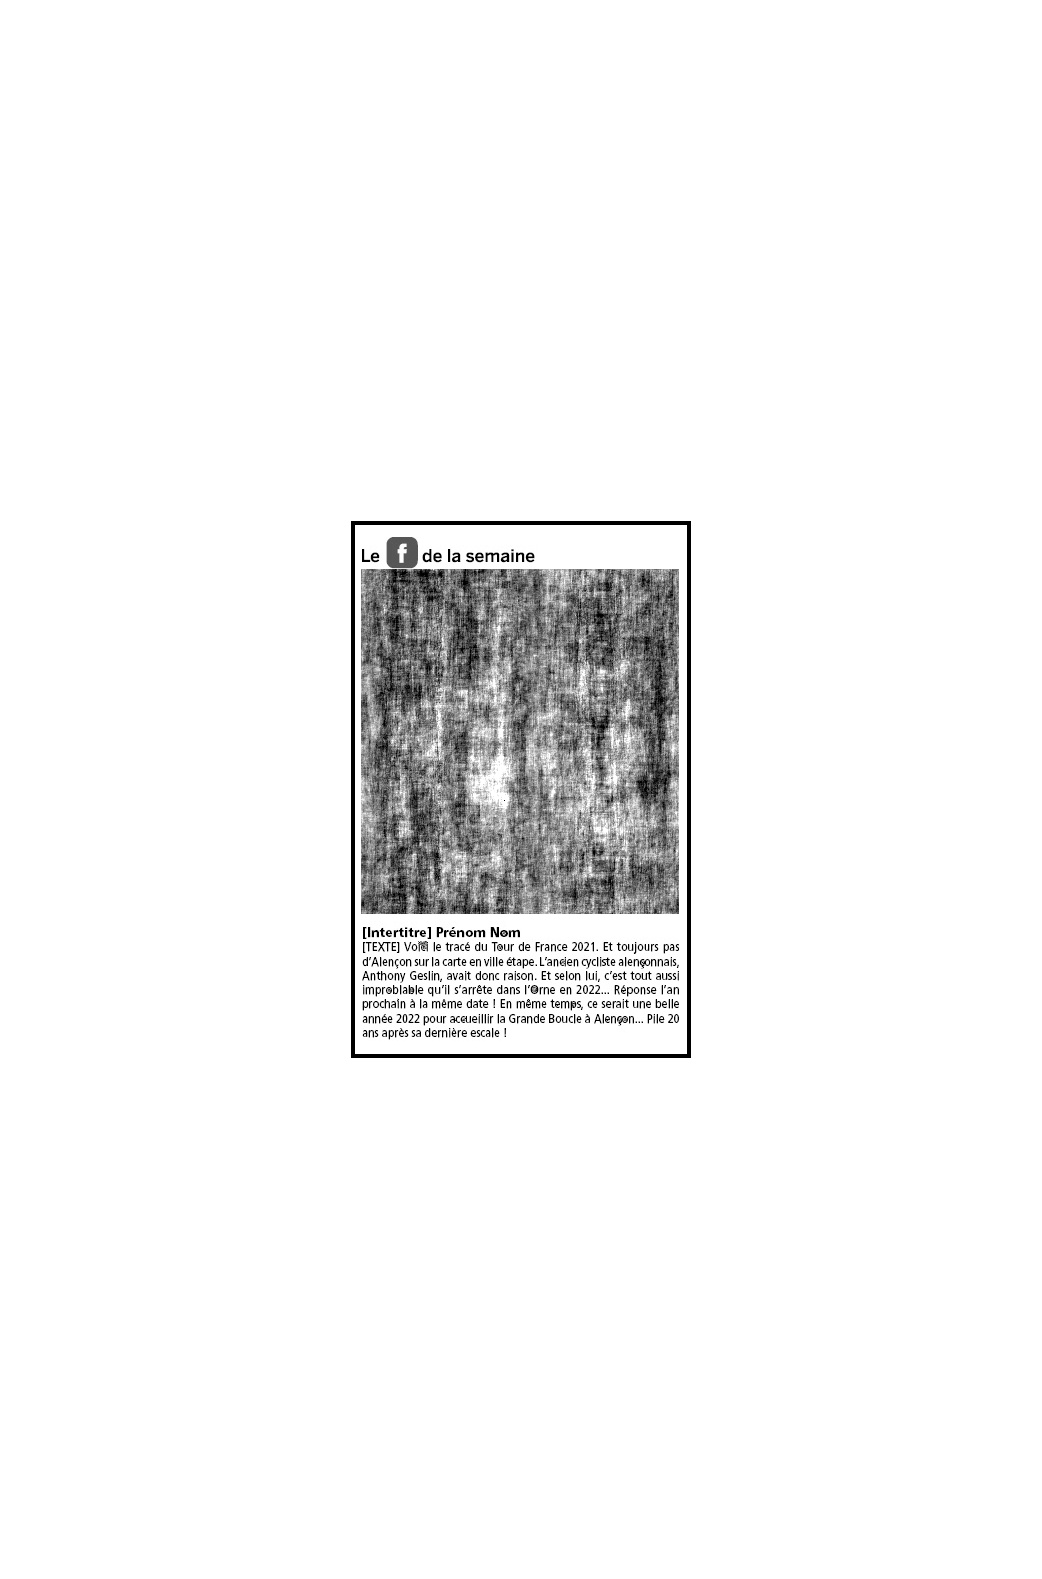 Le f de la semaine
[Intertitre] Prénom Nom
[TEXTE] Voici le tracé du Tour de France 2021. Et toujours pas
d'Alençon sur la carte en ville étape. L'ancien cycliste alençonnais,
Anthony Geslin, avait donc raison. Et selon lui, c'est tout aussi
improblable qu'il s'arrête dans l'Orne en 2022... Réponse l'an
prochain à la même date ! En même temps, ce serait une belle
année 2022 pour accueillir la Grande Boucle à Alençon... Pile 20
ans après sa dernière escale !